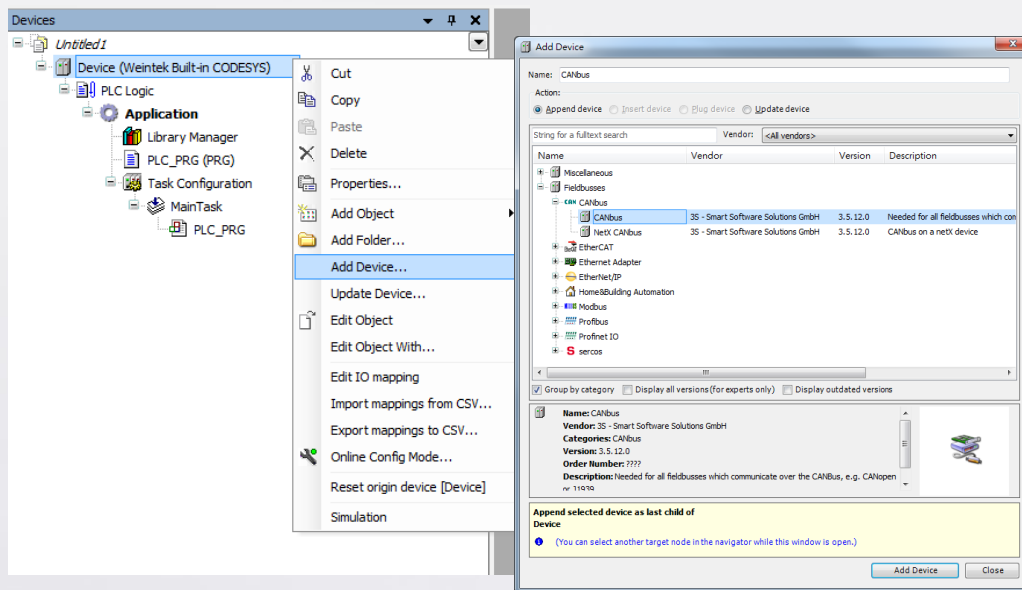 Devices
Untitled1
Device (Weintek Built-in CODESYS)
PLC Logic
Application
Library Manager
PLC_PRG (PRG)
Task Configuration
MainTask
PLC_PRG
Cut
Copy
Paste
Delete
Properties...
Add Object
Add Folder...
Add Device...
Update Device...
Edit Object
Edit Object With...
Edit IO mapping
Import mappings from CSV...
Export mappings to CSV...
Online Config Mode...
Reset origin device [Device]
Simulation
Add Device
Name: CANbus
Action:
Append device Insert device Plug device Update device
String for a fulltext search Vendor: <All vendors>
Name Vendor Version Description
Miscellaneous
Fieldbusses
CAN CANbus
CANbus 3S - Smart Software Solutions GmbH 3.5.12.0 Needed for all fieldbusses which com
NetX CANbus 3S - Smart Software Solutions GmbH 3.5.12.0 CANbus on a netX device
EtherCAT
Ethernet Adapter
EtherNet/IP
Home&Building Automation
Modbus
Profibus
Profinet IO
S sercos
Group by category Display all versions(for experts only) Display outdated versions
Name: CANbus
Vendor: 3S - Smart Software Solutions GmbH
Categories: CANbus
Version: 3.5.12.0
Order Number: ????
Description: Needed for all fieldbusses which communicate over the CANBus, e.g. CANopen
or J1939
Append selected device as last child of
Device
(You can select another target node in the navigator while this window is open.)
Add Device Close